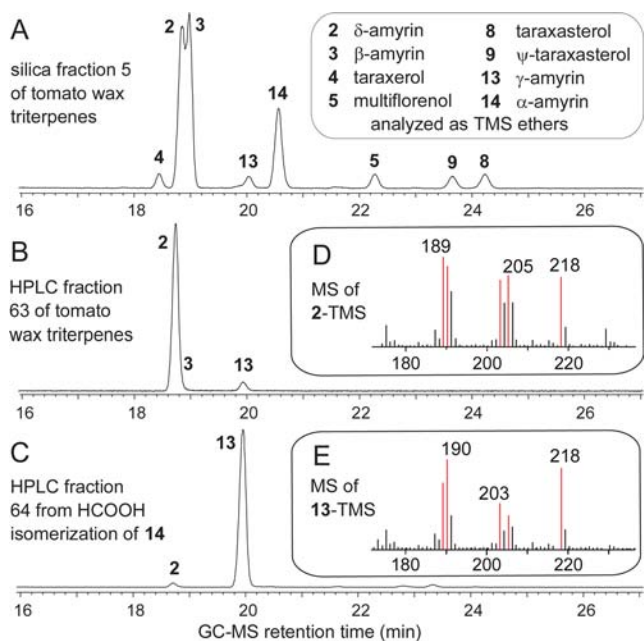 A
silica fraction 5
of tomato wax
triterpenes
2 3
4
13
14
5
9
8
2 δ-amyrin 8 taraxasterol
3 β-amyrin 9 ψ-taraxasterol
4 taraxerol 13 γ-amyrin
5 multiflorenol 14 α-amyrin
analyzed as TMS ethers
16 18 20 22 24 26
B
HPLC fraction
63 of tomato
wax triterpenes
2
3
13
D
MS of
2-TMS
189
205
218
180 200 220
16 18 20 22 24 26
C
HPLC fraction
64 from HCOOH
isomerization of 14
13
2
E
MS of
13-TMS
190
203
218
180 200 220
16 18 20 22 24 26
GC-MS retention time (min)